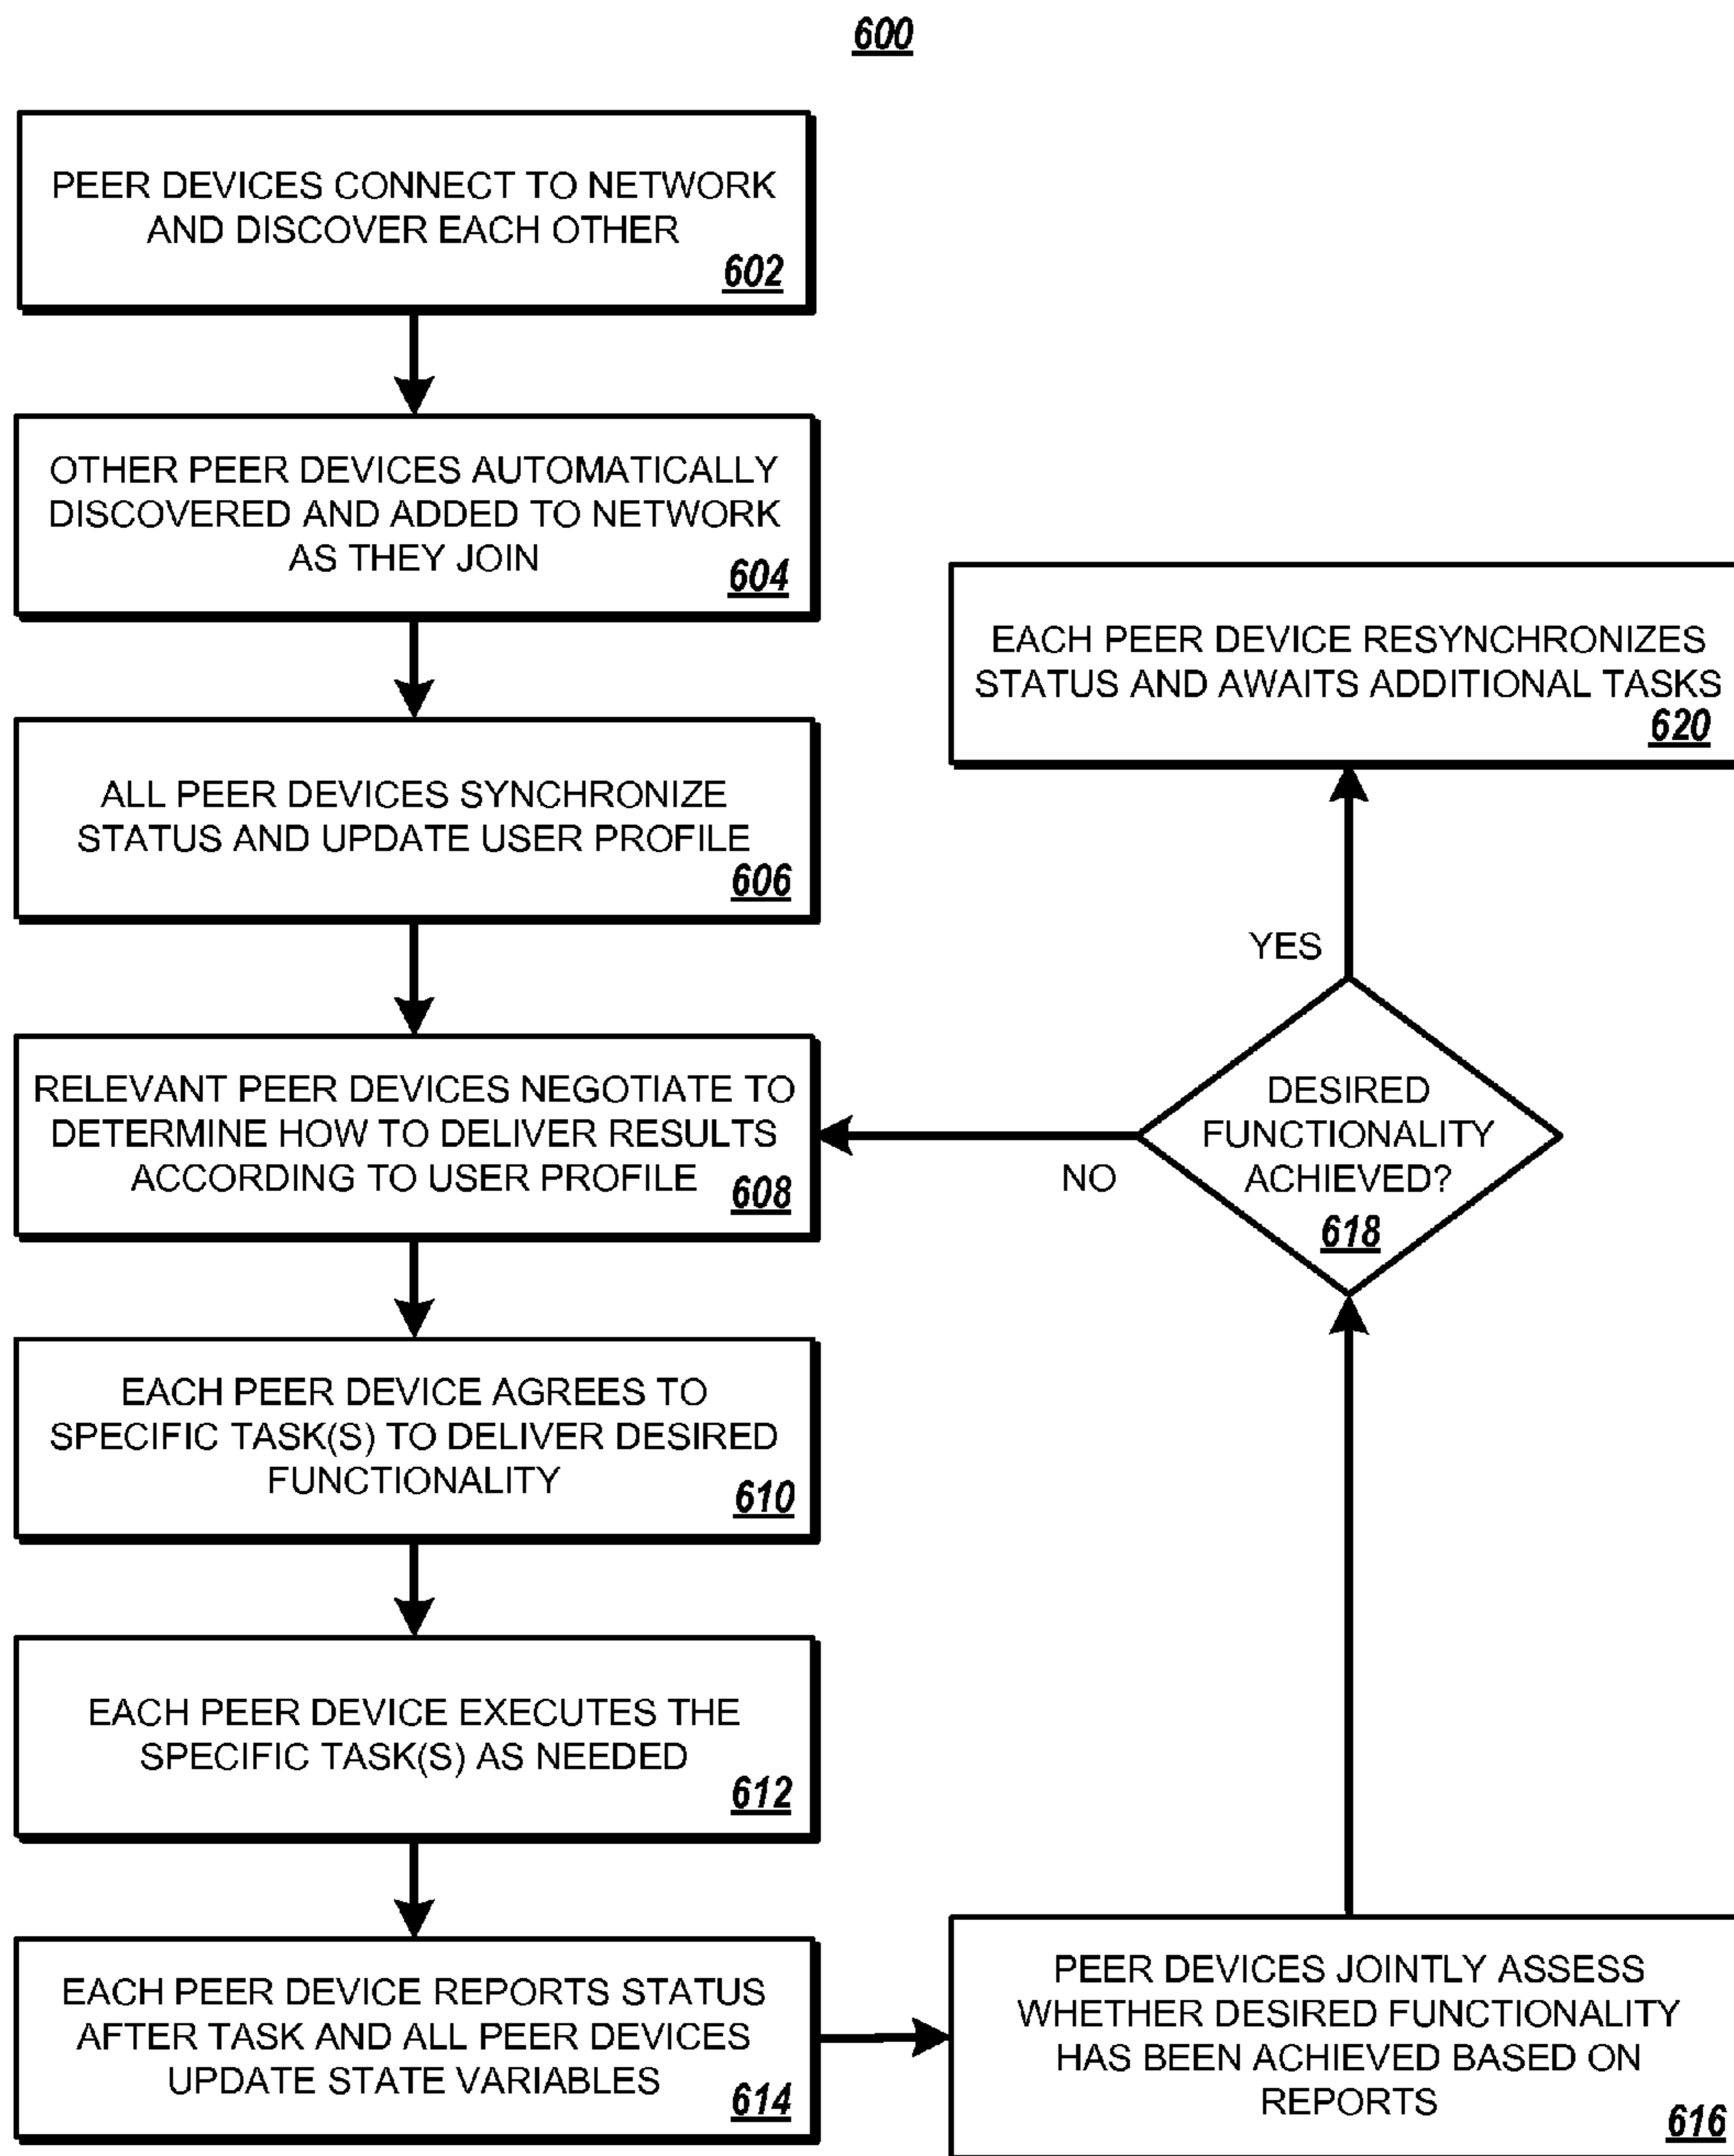 600
PEER DEVICES CONNECT TO NETWORK
AND DISCOVER EACH OTHER
602
OTHER PEER DEVICES AUTOMATICALLY
DISCOVERED AND ADDED TO NETWORK
AS THEY JOIN
604
ALL PEER DEVICES SYNCHRONIZE
STATUS AND UPDATE USER PROFILE
606
RELEVANT PEER DEVICES NEGOTIATE TO
DETERMINE HOW TO DELIVER RESULTS
ACCORDING TO USER PROFILE
608
EACH PEER DEVICE AGREES TO
SPECIFIC TASK(S) TO DELIVER DESIRED
FUNCTIONALITY
610
EACH PEER DEVICE EXECUTES THE
SPECIFIC TASK(S) AS NEEDED
612
EACH PEER DEVICE REPORTS STATUS
AFTER TASK AND ALL PEER DEVICES
UPDATE STATE VARIABLES
614
PEER DEVICES JOINTLY ASSESS
WHETHER DESIRED FUNCTIONALITY
HAS BEEN ACHIEVED BASED ON
REPORTS
616
DESIRED
FUNCTIONALITY
ACHIEVED?
618
NO
YES
EACH PEER DEVICE RESYNCHRONIZES
STATUS AND AWAITS ADDITIONAL TASKS
620